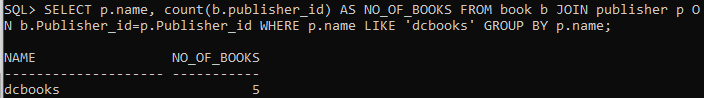 SQL> SELECT p.name, count(b.publisher_id) AS NO_OF_BOOKS FROM book b JOIN publisher p O
N b.Publisher_id=p.Publisher_id WHERE p.name LIKE 'dcbooks' GROUP BY p.name;
NAME                 NO_OF_BOOKS
-------------------- -----------
dcbooks                        5